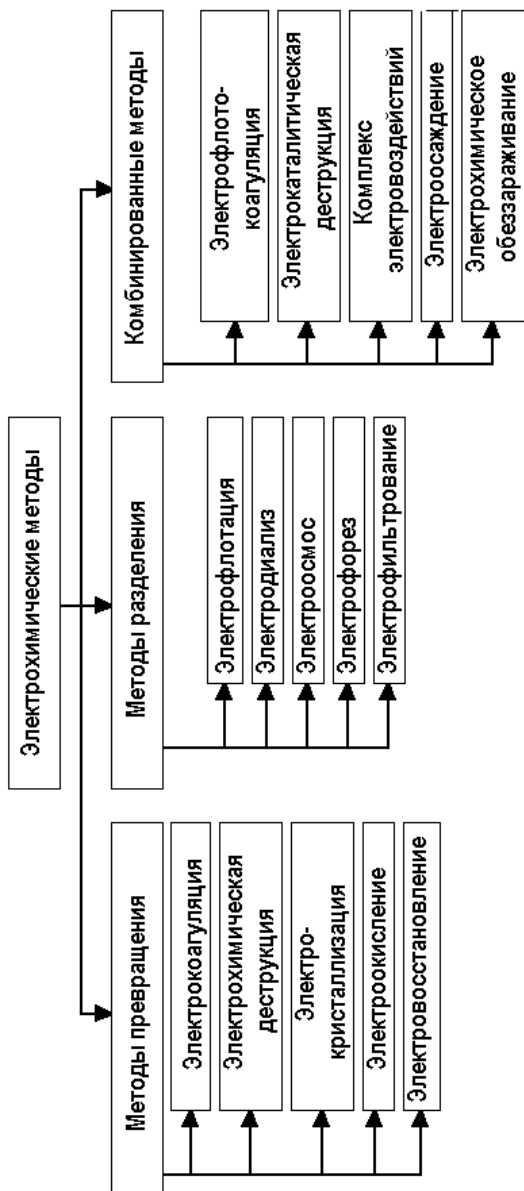 Электрохимические методы
Методы превращения
Электрокоагуляция
Электрохимическая
деструкция
Электро-
кристаллизация
Электроокисление
Электровосстановление
Методы разделения
Электрофлотация
Электродиализ
Электроосмос
Электрофорез
Электрофильтрование
Комбинированные методы
Электрофлото-
коагуляция
Электрокаталитическая
деструкция
Комплекс
электровоздействий
Электроосаждение
Электрохимическое
обеззараживание